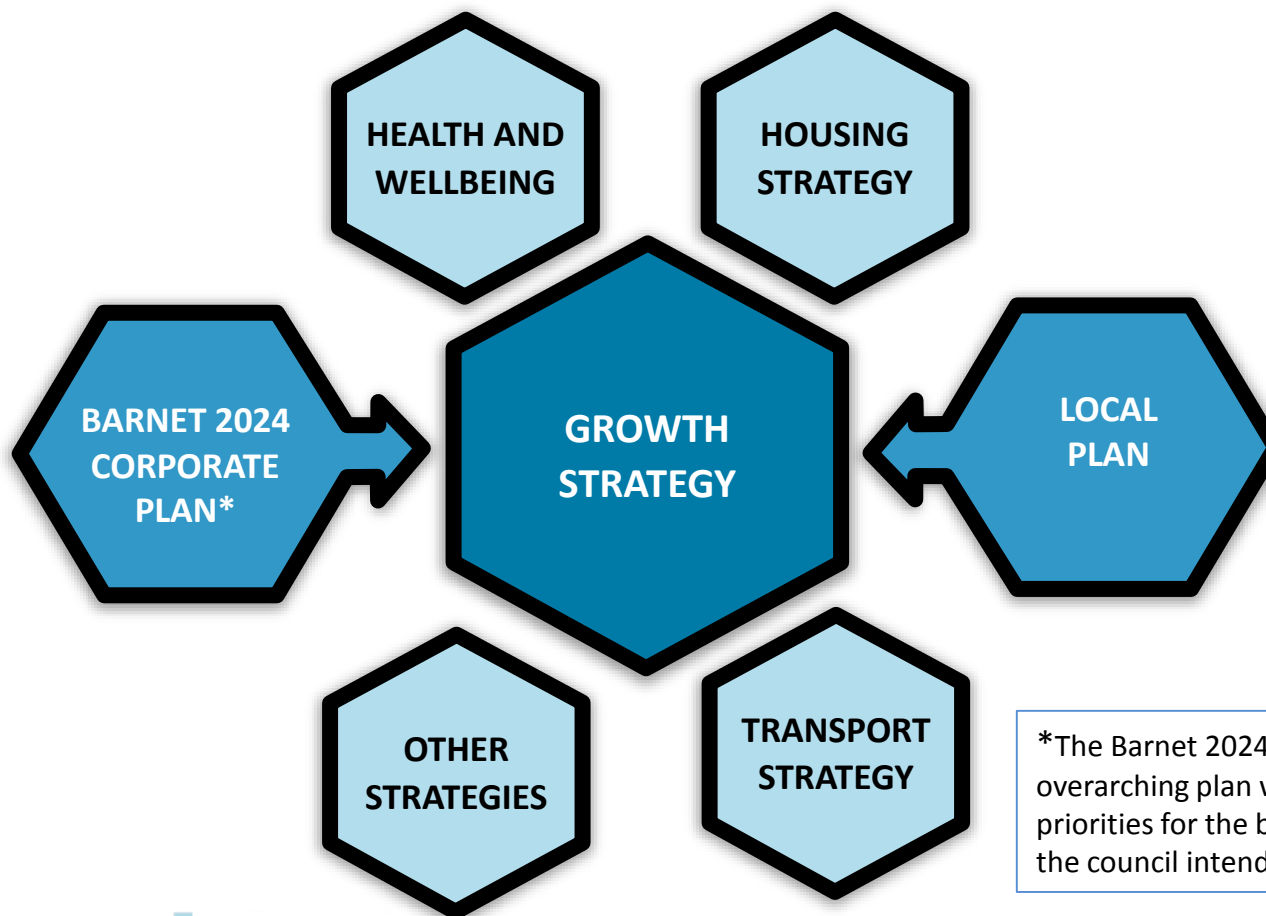 HEALTH AND
WELLBEING
HOUSING
STRATEGY
BARNET 2024
CORPORATE
PLAN*
GROWTH
STRATEGY
LOCAL
PLAN
OTHER
STRATEGIES
TRANSPORT
STRATEGY
*The Barnet 2024
overarching plan
priorities for the
the council